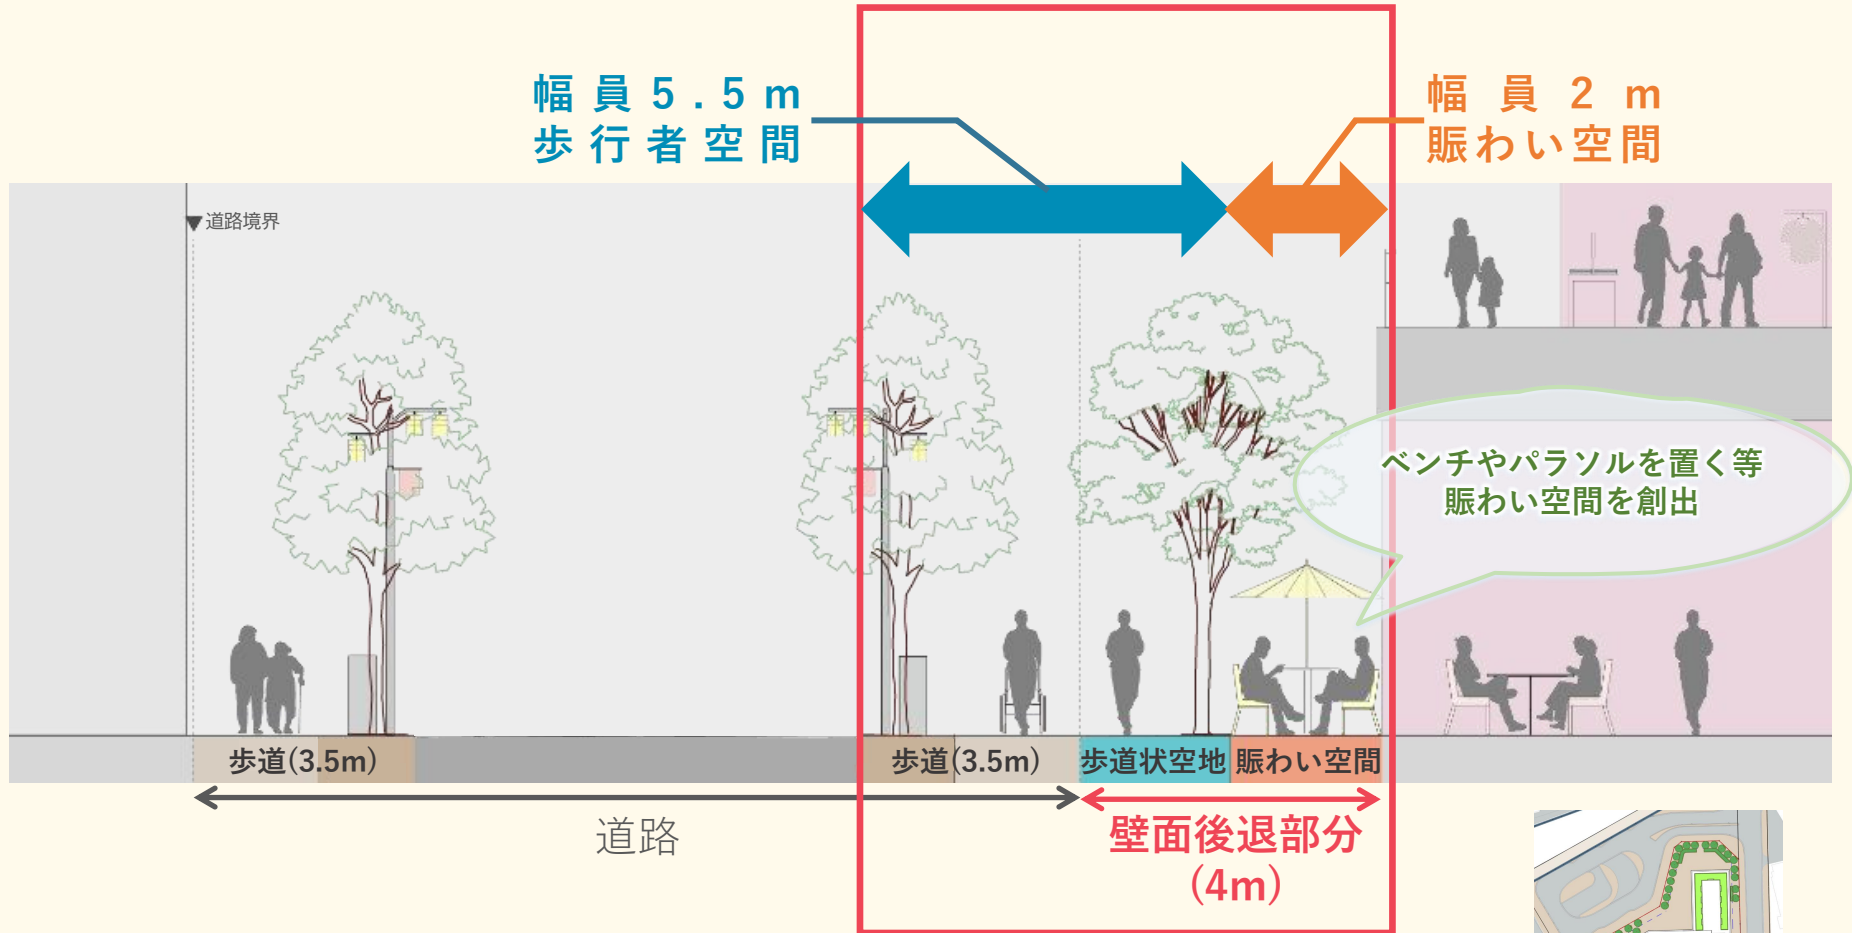 幅員5.5m
歩行者空間
幅員2m
賑わい空間
道路境界
ベンチやパラソルを置く等
賑わい空間を創出
歩道(3.5m)
歩道(3.5m)
歩道状空地
賑わい空間
道路
壁面後退部分
(4m)